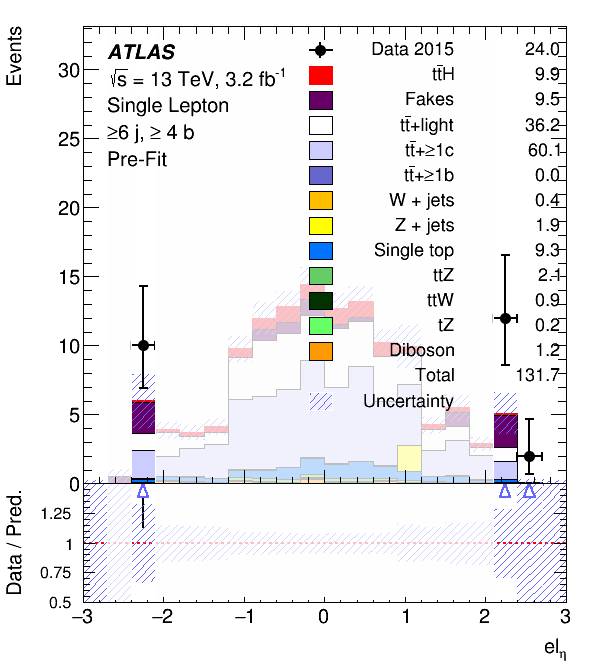 Events
ATLAS
√s = 13 TeV, 3.2 fb-1
Single Lepton
≥6 j, ≥ 4 b
Pre-Fit
Data 2015 24.0
tt̄H 9.9
Fakes 9.5
tt̄+light 36.2
tt̄+≥1c 60.1
tt̄+≥1b 0.0
W + jets 0.4
Z + jets 1.9
Single top 9.3
ttZ 2.1
ttW 0.9
tZ 0.2
Diboson 1.2
Total 131.7
Uncertainty
30
25
20
15
10
5
0
Data / Pred.
1.25
1
0.75
0.5
−3 −2 −1 0 1 2 3
elη